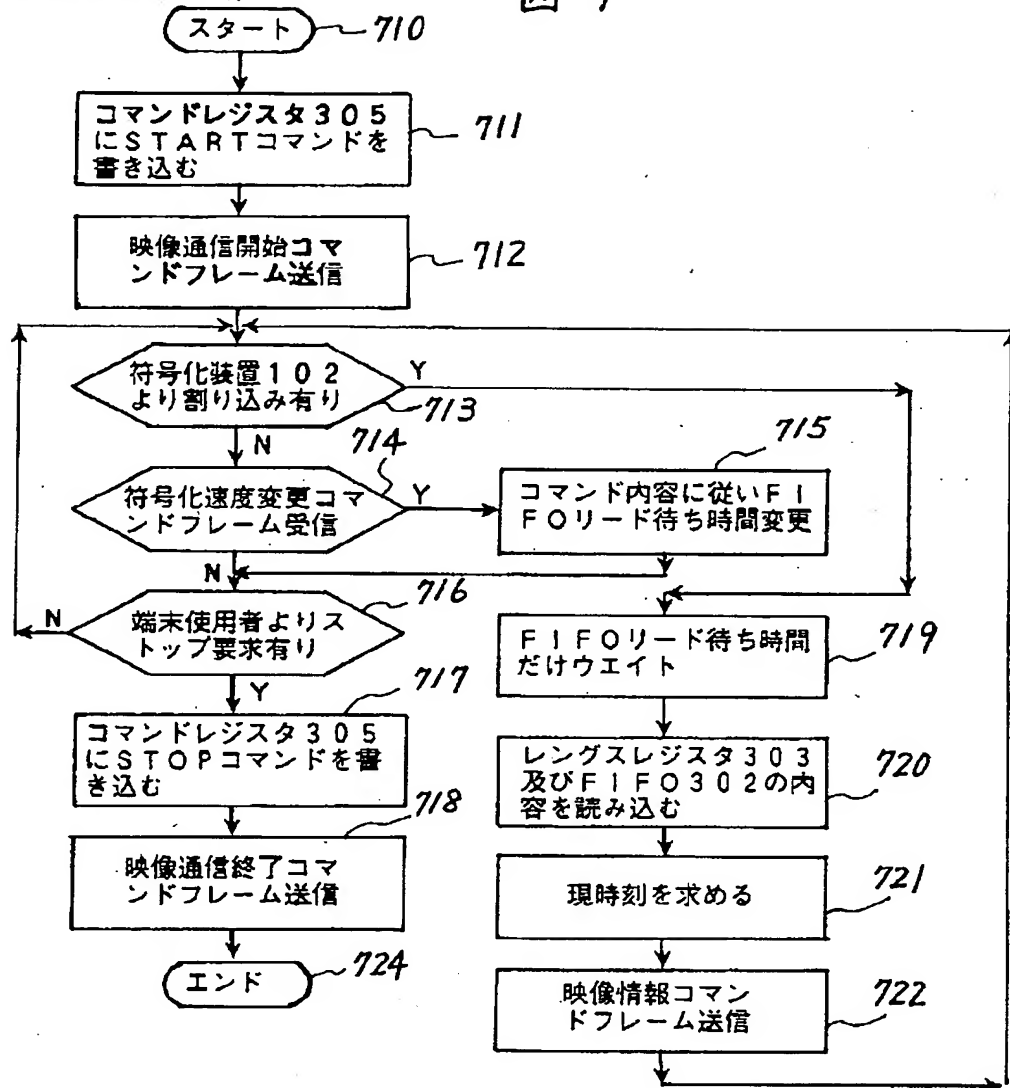 スタート
710
コマンドレジスタ305
にSTARTコマンドを
書き込む
711
映像通信開始コマ
ンドフレーム送信
712
符号化装置102
より割り込み有り
Y
713
N
714
符号化速度変更コマ
ンドフレーム受信
Y
715
コマンド内容に従いFI
FOリード待ち時間変更
N
716
端末使用者よりス
トップ要求有り
N
Y
717
コマンドレジスタ305
にSTOPコマンドを書
き込む
718
映像通信終了コマ
ンドフレーム送信
エンド
724
FIFOリード待ち時間
だけウエイト
719
レングスレジスタ303
及びFIFO302の内
容を読み込む
720
現時刻を求める
721
映像情報コマン
ドフレーム送信
722